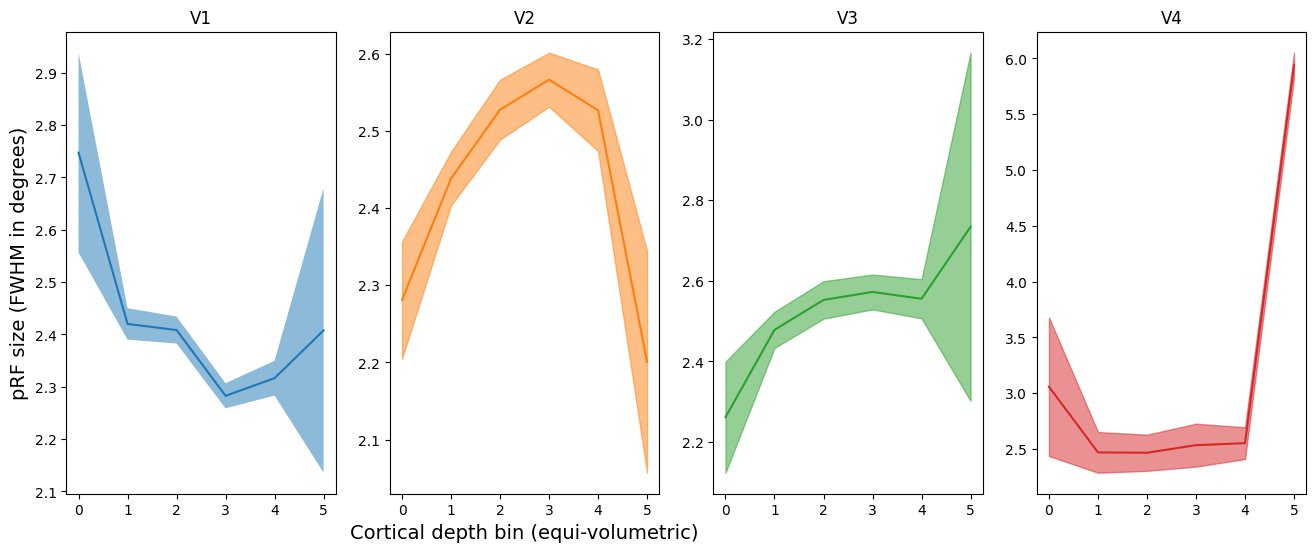 V1
V2
V3
V4
pRF size (FWHM in degrees)
2.9
2.8
2.7
2.6
2.5
2.4
2.3
2.2
2.1
0 1 2 3 4 5
2.6
2.5
2.4
2.3
2.2
2.1
0 1 2 3 4 5
3.2
3.0
2.8
2.6
2.4
2.2
0 1 2 3 4 5
6.0
5.5
5.0
4.5
4.0
3.5
3.0
2.5
0 1 2 3 4 5
Cortical depth bin (equi-volumetric)